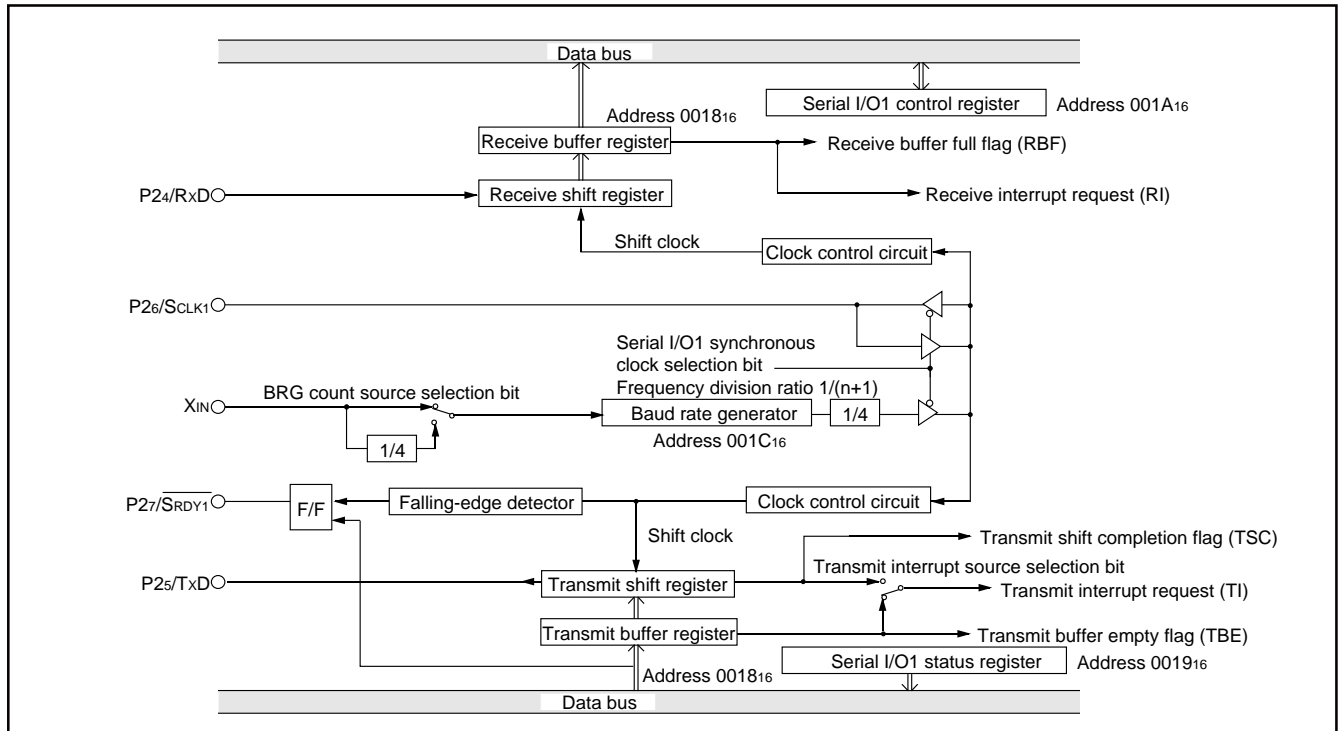 Data bus
Serial I/O1 control register Address 001A16
Address 001816
Receive buffer register Receive buffer full flag (RBF)
P24/RXD Receive shift register Receive interrupt request (RI)
Shift clock Clock control circuit
P26/SCLK1
Serial I/O1 synchronous
clock selection bit
BRG count source selection bit Frequency division ratio 1/(n+1)
XIN Baud rate generator 1/4
1/4 Address 001C16
P27/SRDY1 F/F Falling-edge detector Clock control circuit
Shift clock Transmit shift completion flag (TSC)
Transmit interrupt source selection bit
P25/TXD Transmit shift register Transmit interrupt request (TI)
Transmit buffer register Transmit buffer empty flag (TBE)
Address 001816 Serial I/O1 status register Address 001916
Data bus